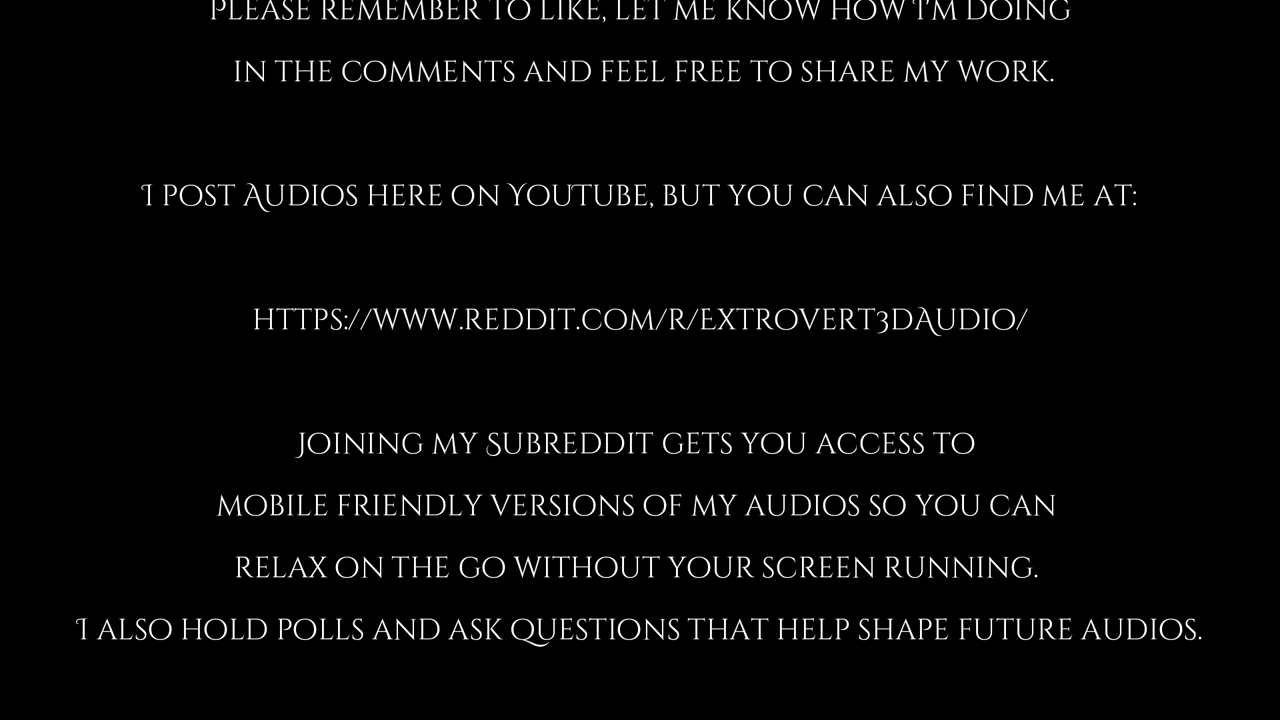 Please remember to like, let me know how I'm doing
in the comments and feel free to share my work.
I post Audios here on YouTube, but you can also find me at:
https://www.reddit.com/r/Extrovert3DAudio/
Joining my Subreddit gets you access to
mobile friendly versions of my audios so you can
relax on the go without your screen running.
I also hold polls and ask Questions that help shape future audios.